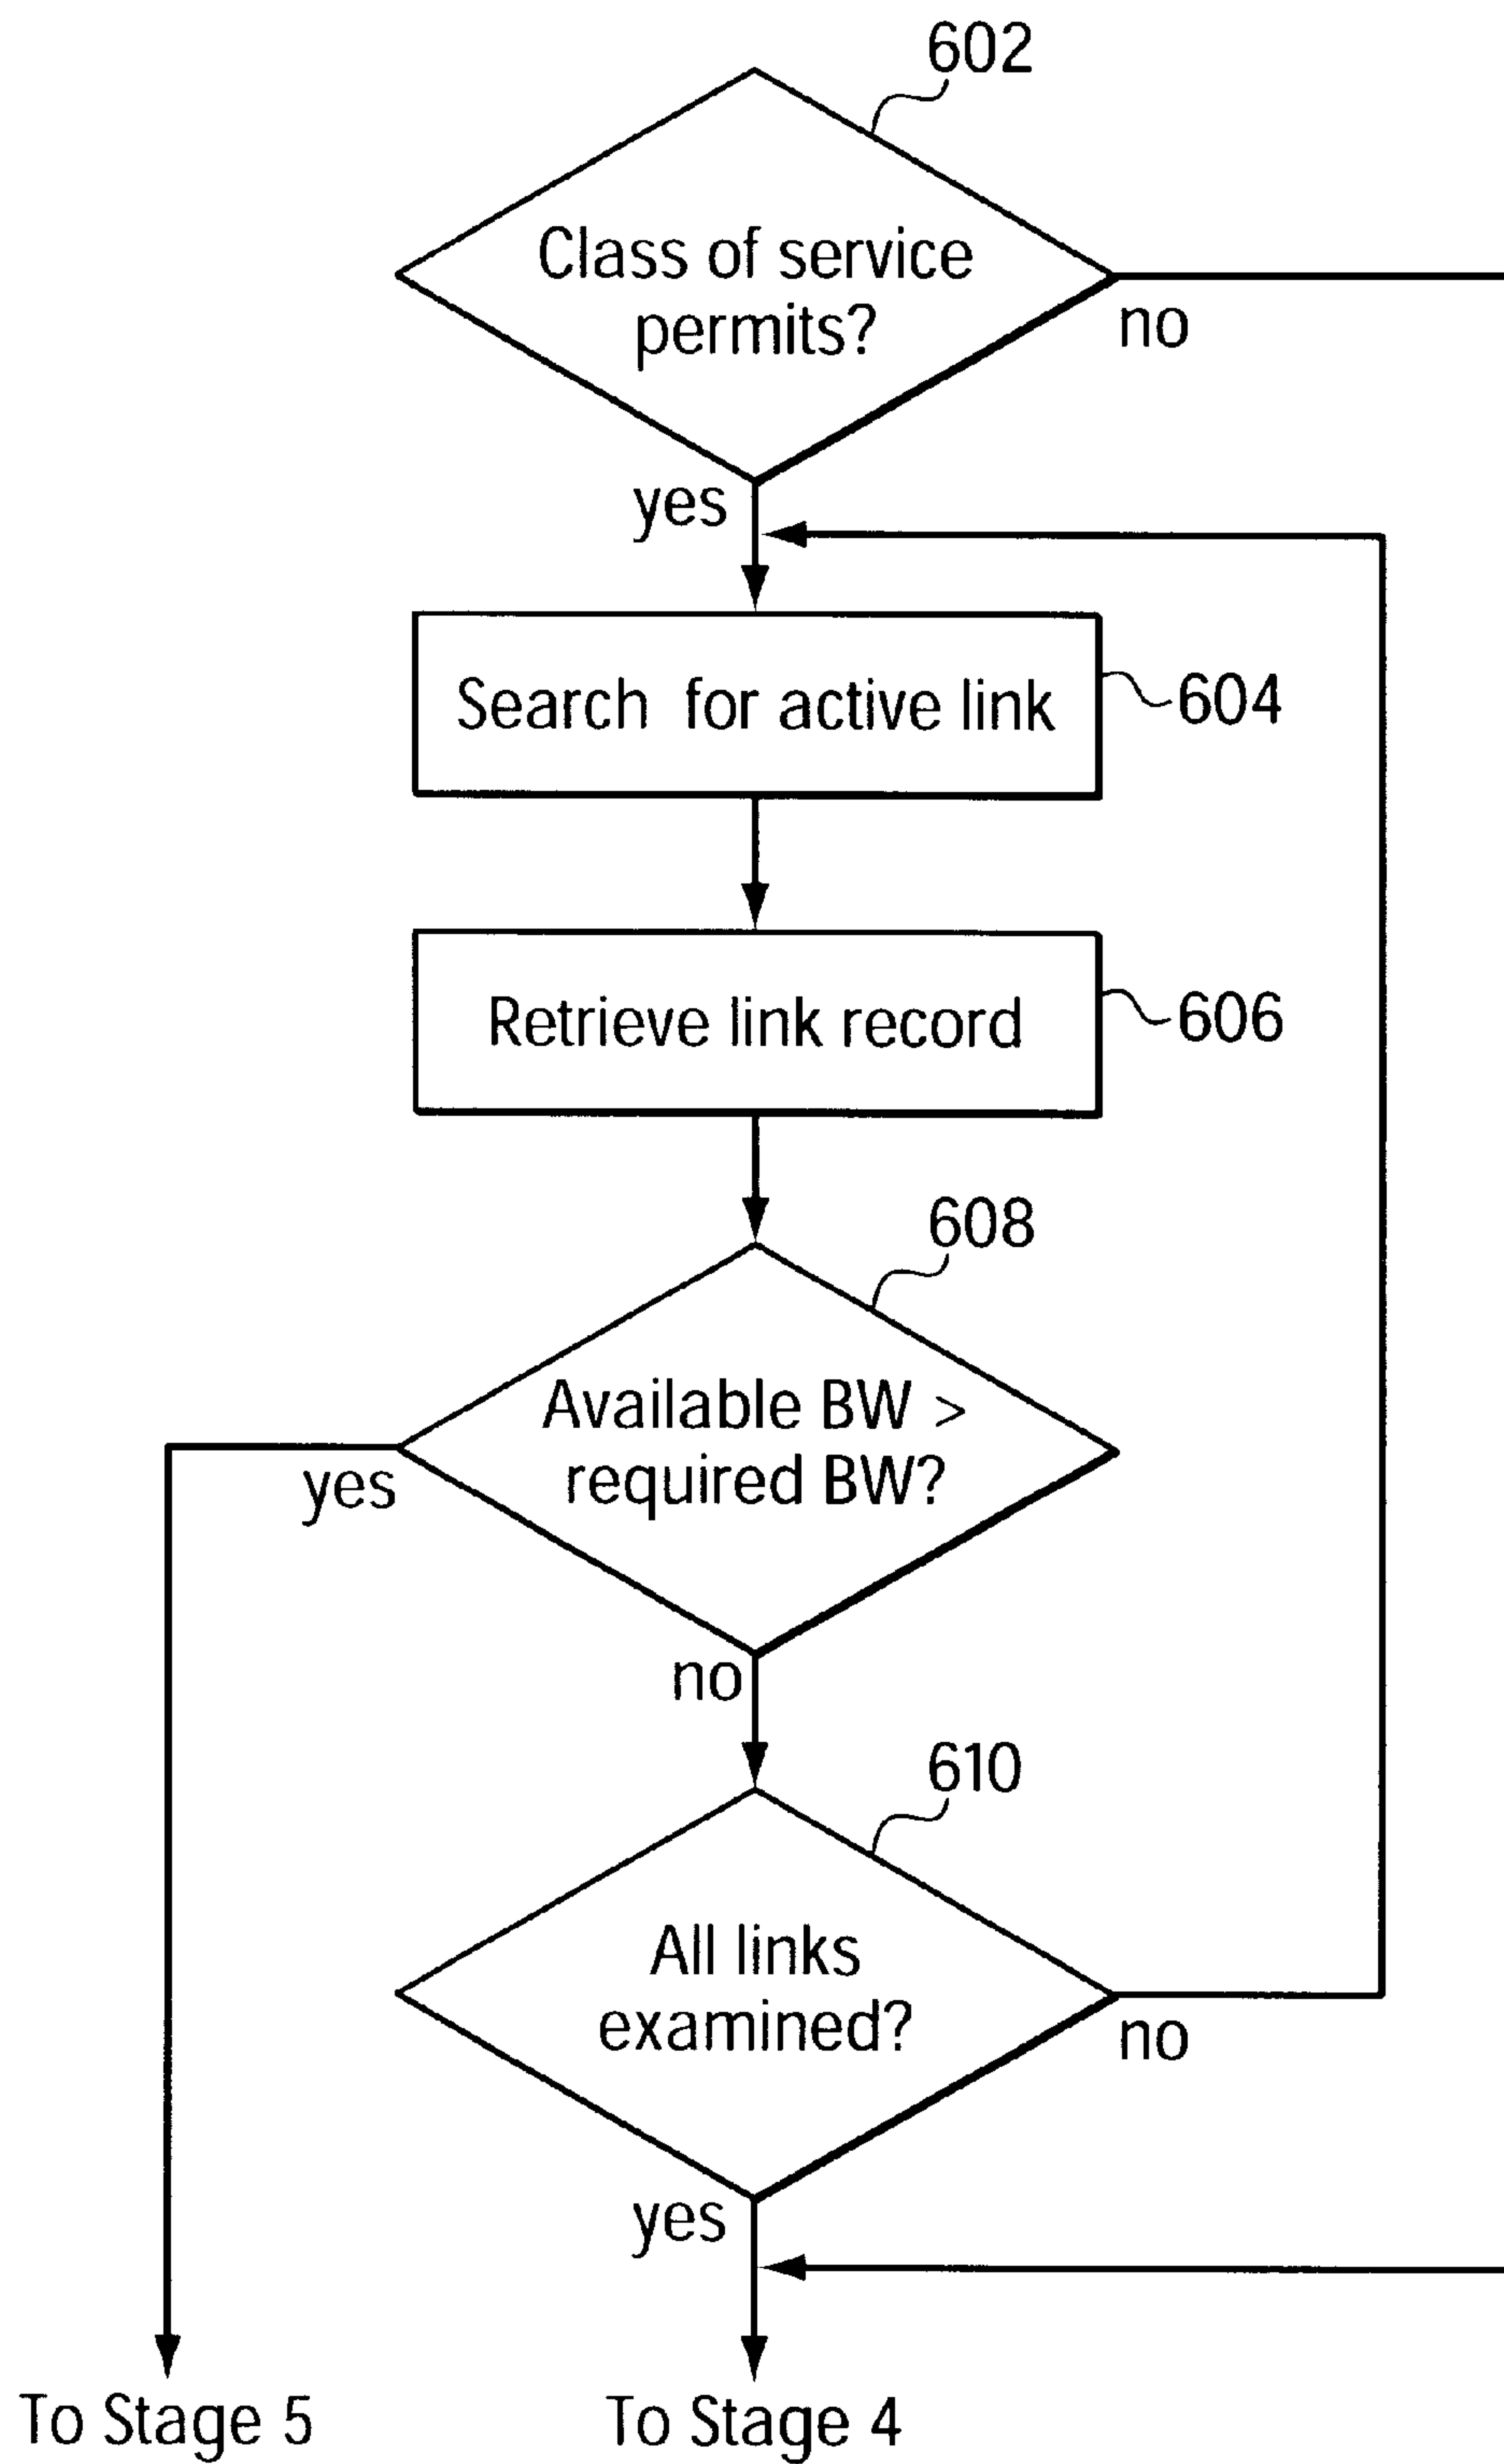 602
Class of service
permits?
no
yes
Search for active link
604
Retrieve link record
606
608
Available BW >
required BW?
yes
no
610
All links
examined?
no
yes
To Stage 5
To Stage 4